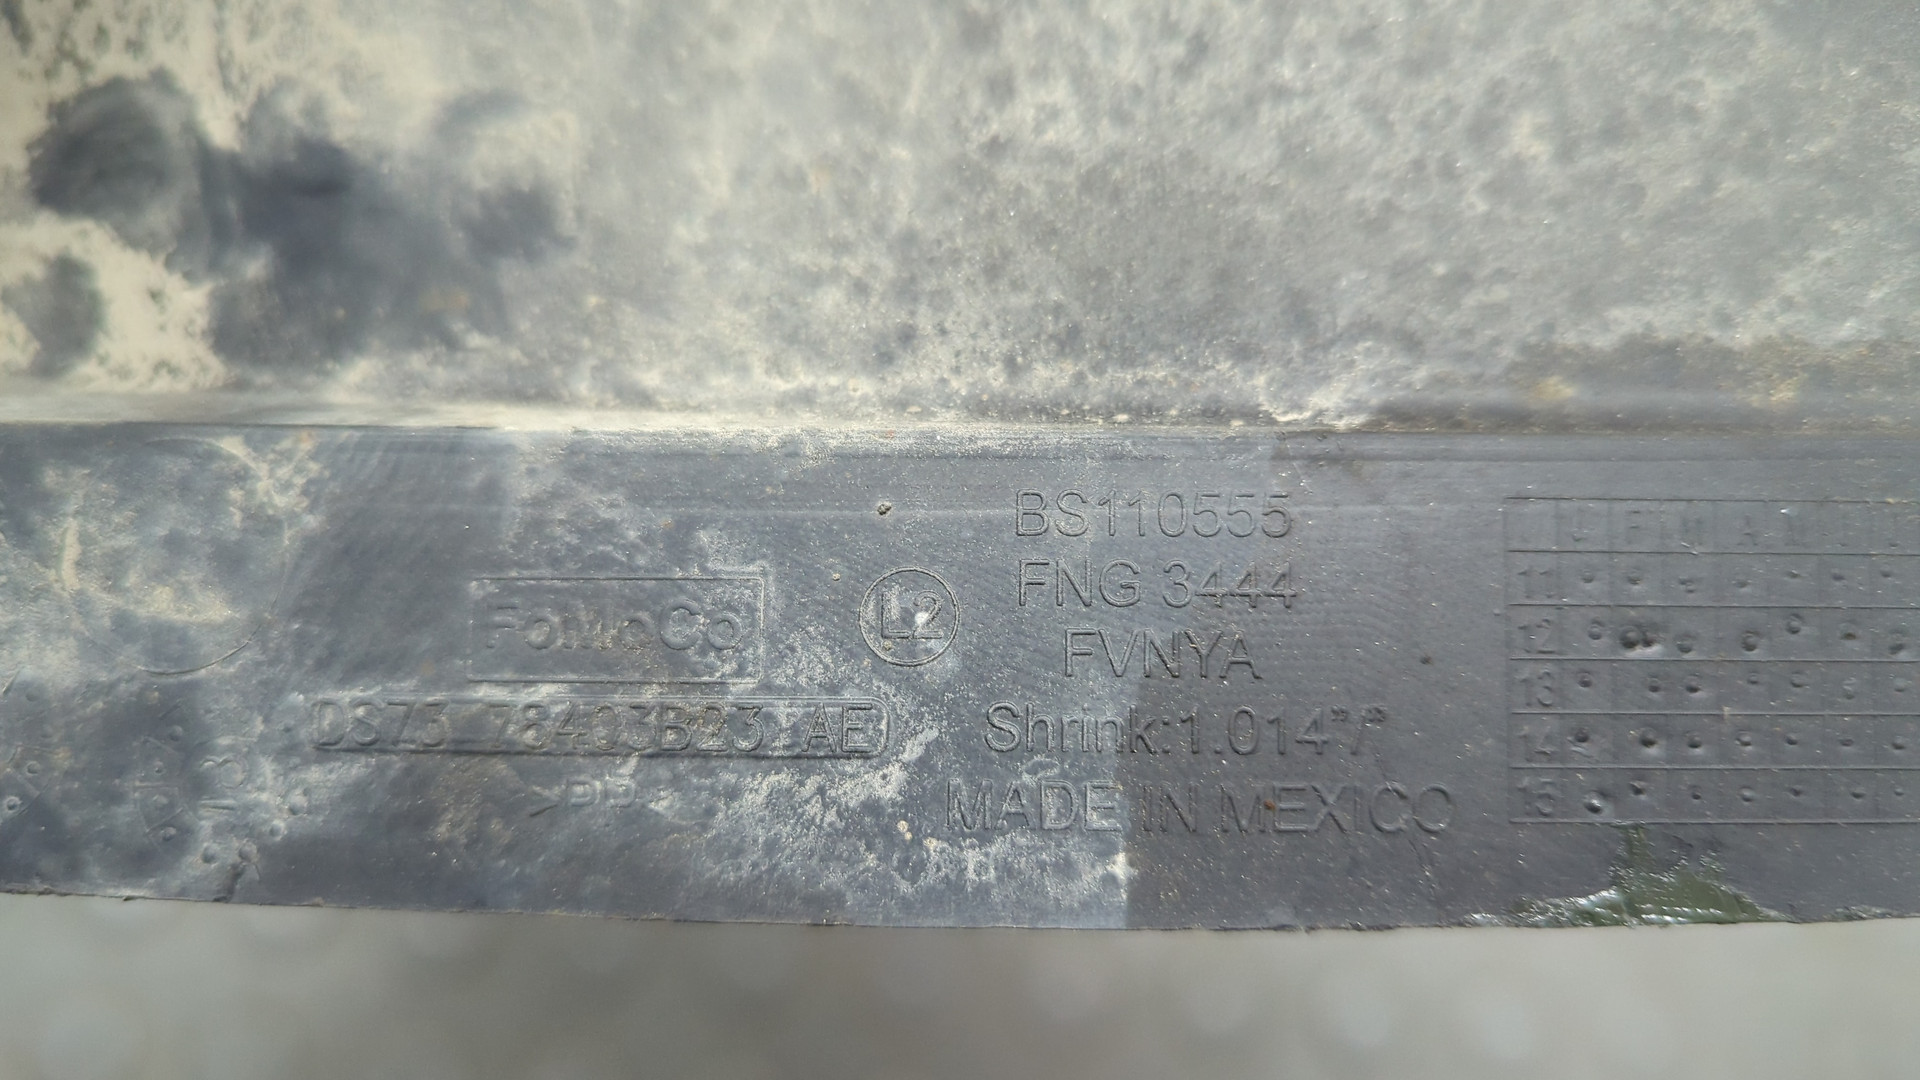 BS110555
FNG 3444
FVNYA
FoMoCo
L2
DS73 78403B23 AE
Shrink:1.014"/"
MADE IN MEXICO
J F M A M J
11
12
13
14
15